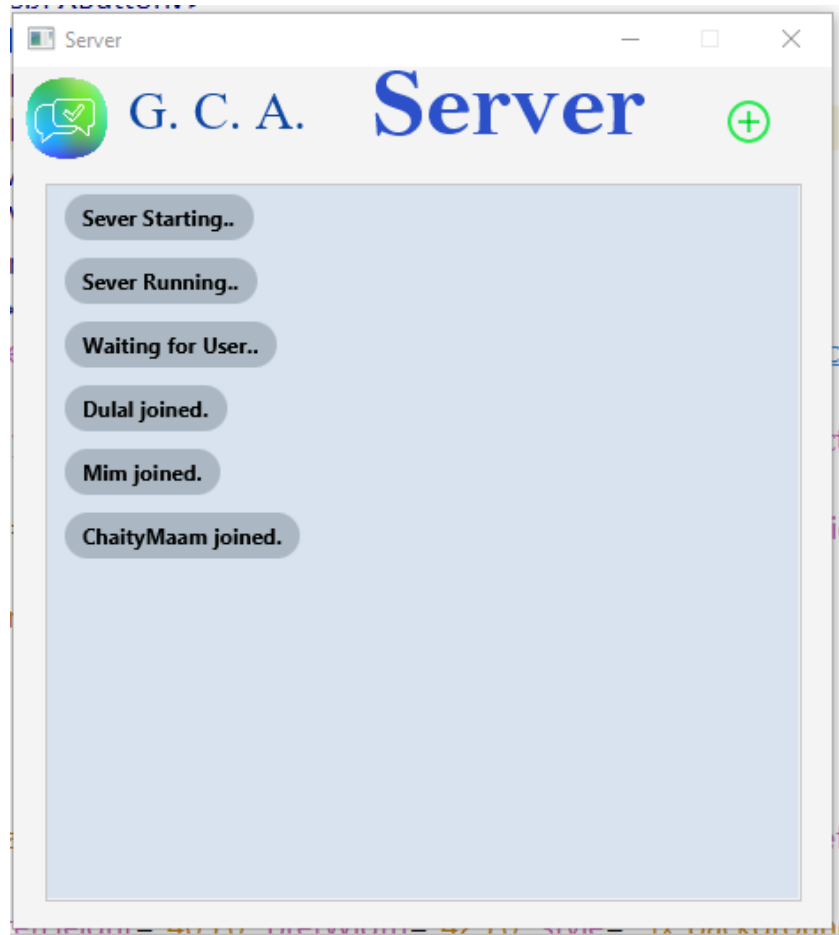 Server
G. C. A. Server
Sever Starting..
Sever Running..
Waiting for User..
Dulal joined.
Mim joined.
ChaityMaam joined.